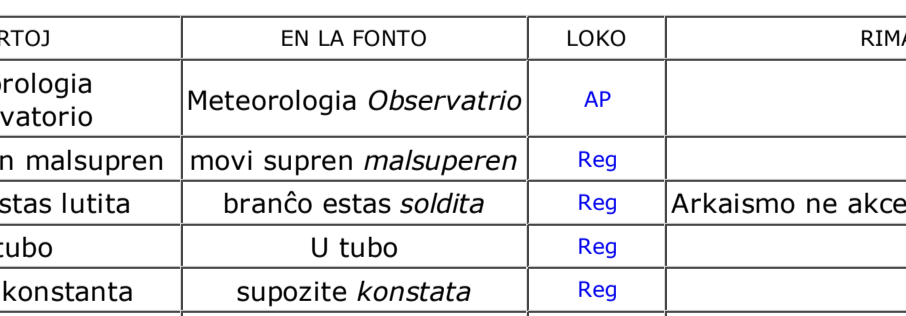 RTOJ EN LA FONTO LOKO RIMA
rologia
vatorio Meteorologia Observatrio AP
n malsupren movi supren malsuperen Reg
stas lutita branĉo estas soldita Reg Arkaismo ne akce
tubo U tubo Reg
konstanta supozite konstata Reg